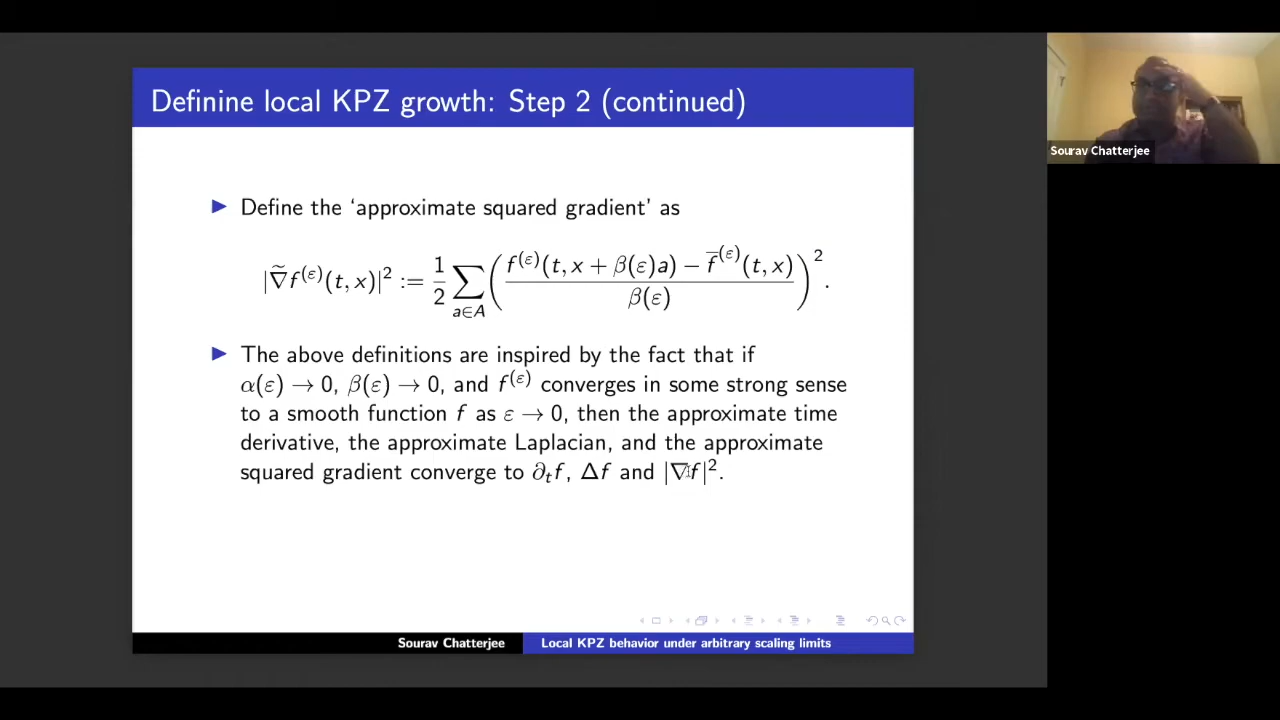 Definine local KPZ growth: Step 2 (continued)
Sourav Chatterjee
▶ Define the ‘approximate squared gradient’ as
|∇̃f^(ε)(t, x)|² := 1/2 ∑_{a∈A} ( (f^(ε)(t, x + β(ε)a) − f̅^(ε)(t, x)) / β(ε) )² .
▶ The above definitions are inspired by the fact that if
α(ε) → 0, β(ε) → 0, and f^(ε) converges in some strong sense
to a smooth function f as ε → 0, then the approximate time
derivative, the approximate Laplacian, and the approximate
squared gradient converge to ∂_t f, Δf and |∇f|².
Sourav Chatterjee
Local KPZ behavior under arbitrary scaling limits